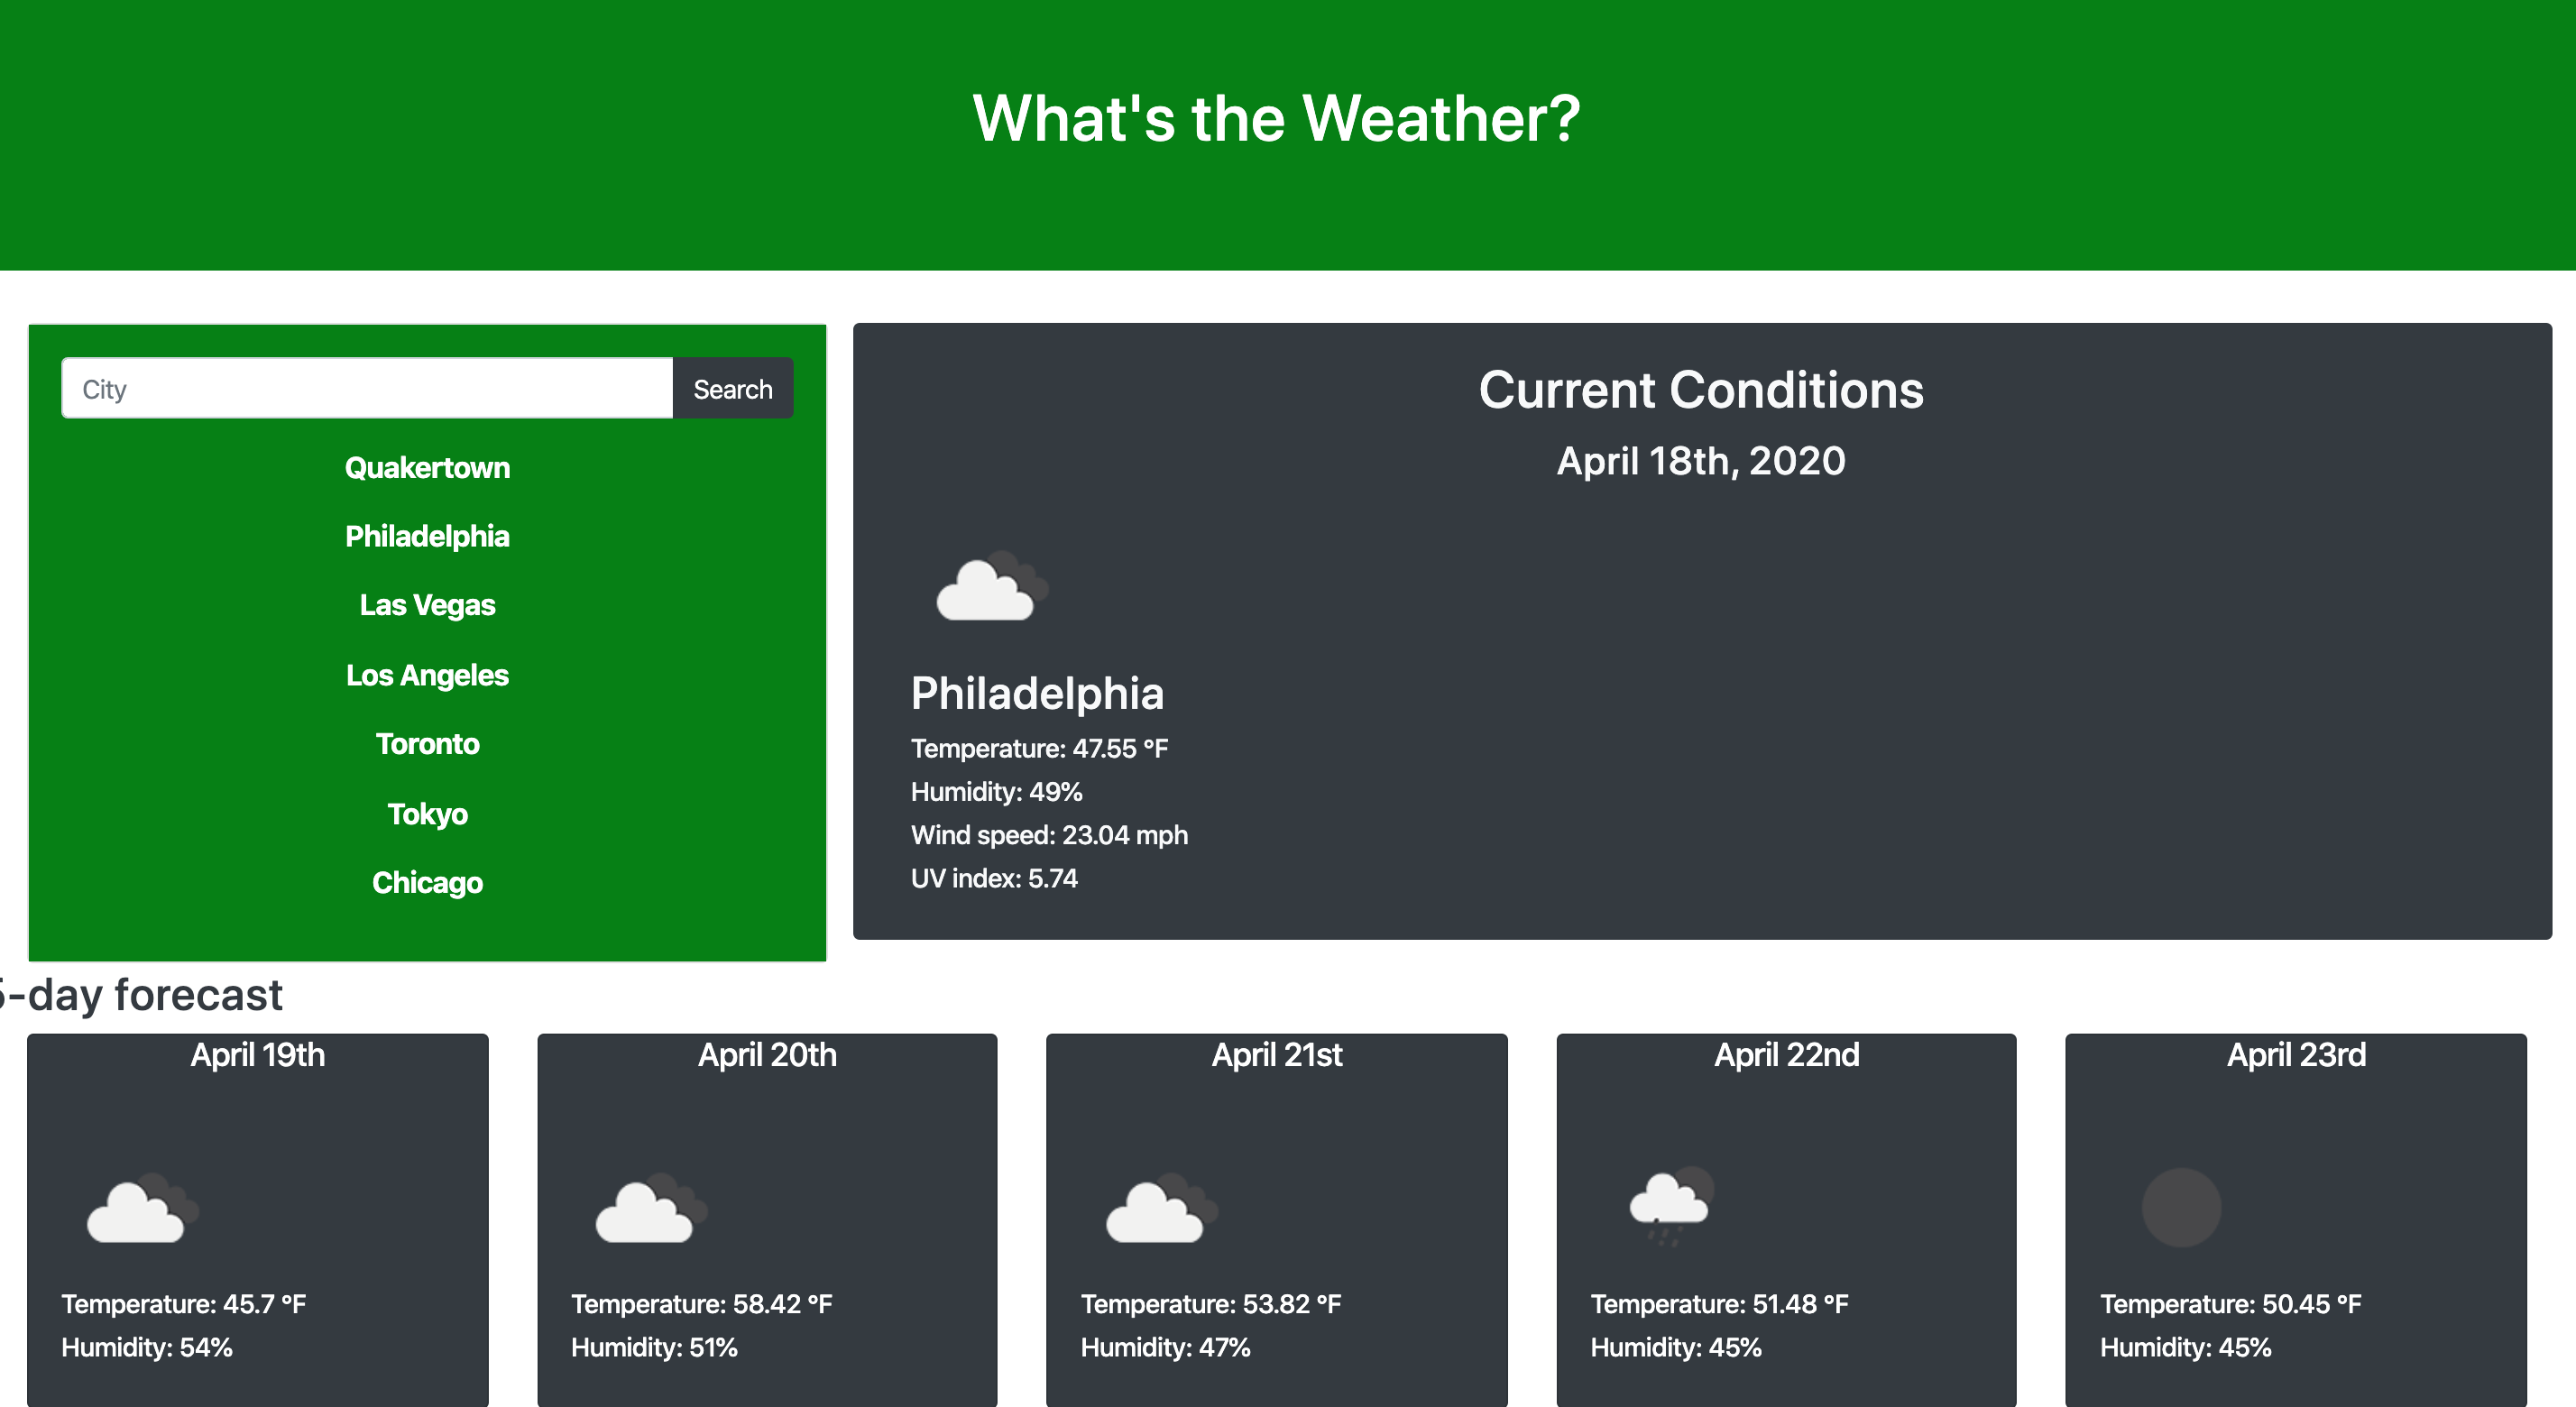 What's the Weather?
City
Search
Quakertown
Philadelphia
Las Vegas
Los Angeles
Toronto
Tokyo
Chicago
Current Conditions
April 18th, 2020
Philadelphia
Temperature: 47.55 °F
Humidity: 49%
Wind speed: 23.04 mph
UV index: 5.74
5-day forecast
April 19th
Temperature: 45.7 °F
Humidity: 54%
April 20th
Temperature: 58.42 °F
Humidity: 51%
April 21st
Temperature: 53.82 °F
Humidity: 47%
April 22nd
Temperature: 51.48 °F
Humidity: 45%
April 23rd
Temperature: 50.45 °F
Humidity: 45%